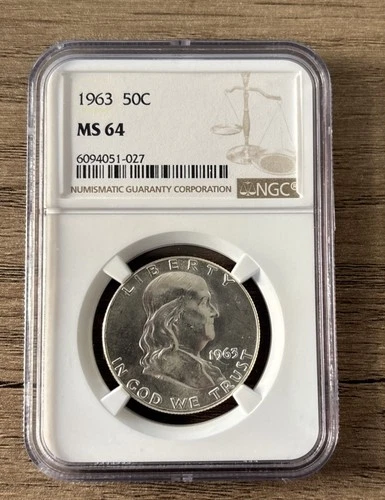 1963 50C
MS 64
6094051-027
NUMISMATIC GUARANTY CORPORATION
NGC®
LIBERTY
1963
IN GOD WE TRUST